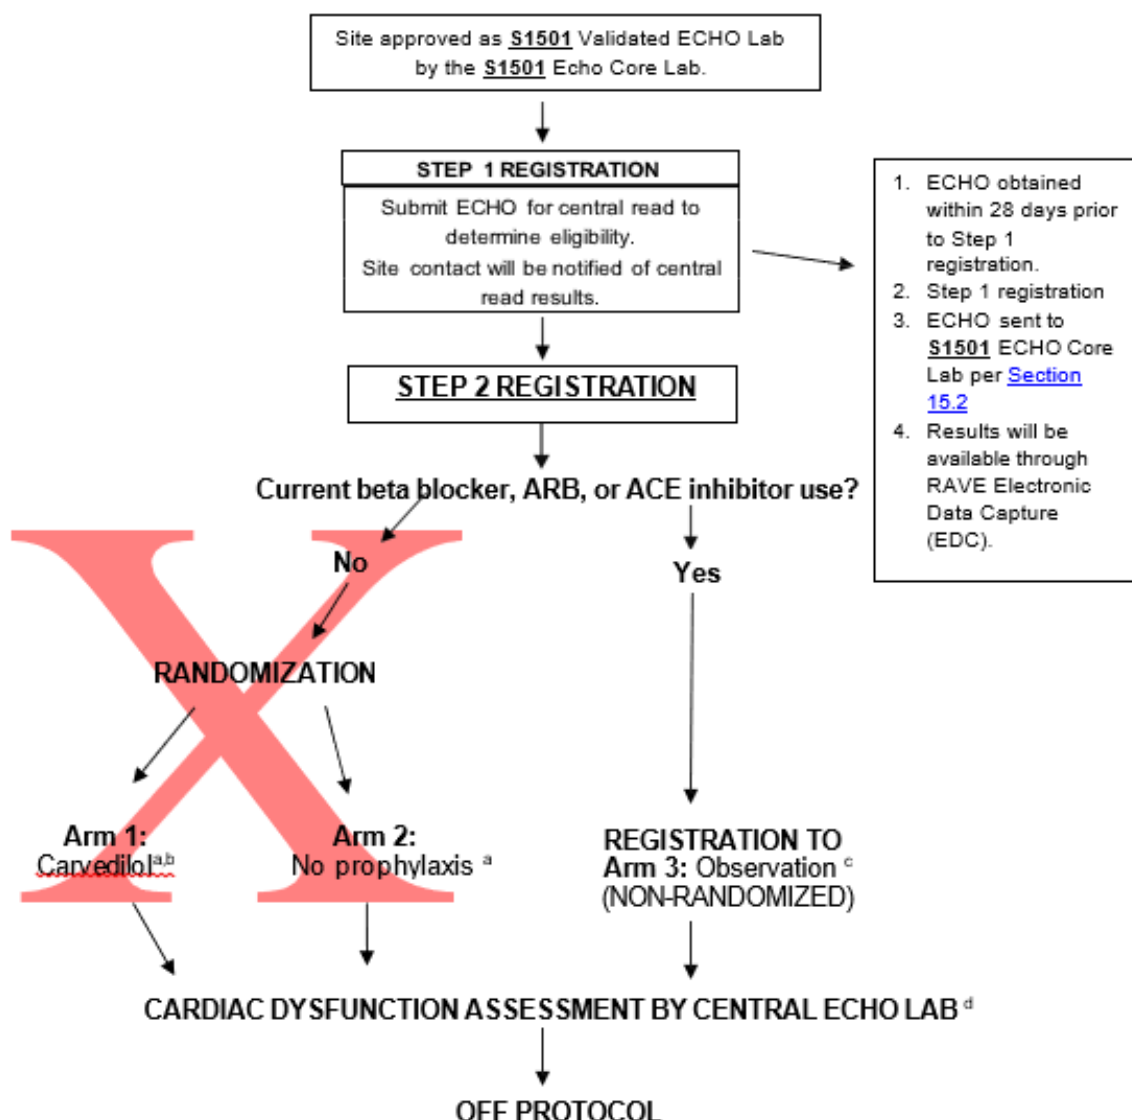 Site approved as S1501 Validated ECHO Lab
by the S1501 Echo Core Lab.
STEP 1 REGISTRATION
Submit ECHO for central read to
determine eligibility.
Site contact will be notified of central
read results.
1. ECHO obtained
within 28 days prior
to Step 1
registration.
2. Step 1 registration
3. ECHO sent to
S1501 ECHO Core
Lab per Section
15.2
4. Results will be
available through
RAVE Electronic
Data Capture
(EDC).
STEP 2 REGISTRATION
Current beta blocker, ARB, or ACE inhibitor use?
No
Yes
RANDOMIZATION
Arm 1:
Carvedilol a,b
Arm 2:
No prophylaxis a
REGISTRATION TO
Arm 3: Observation c
(NON-RANDOMIZED)
CARDIAC DYSFUNCTION ASSESSMENT BY CENTRAL ECHO LAB d
OFF PROTOCOL
X